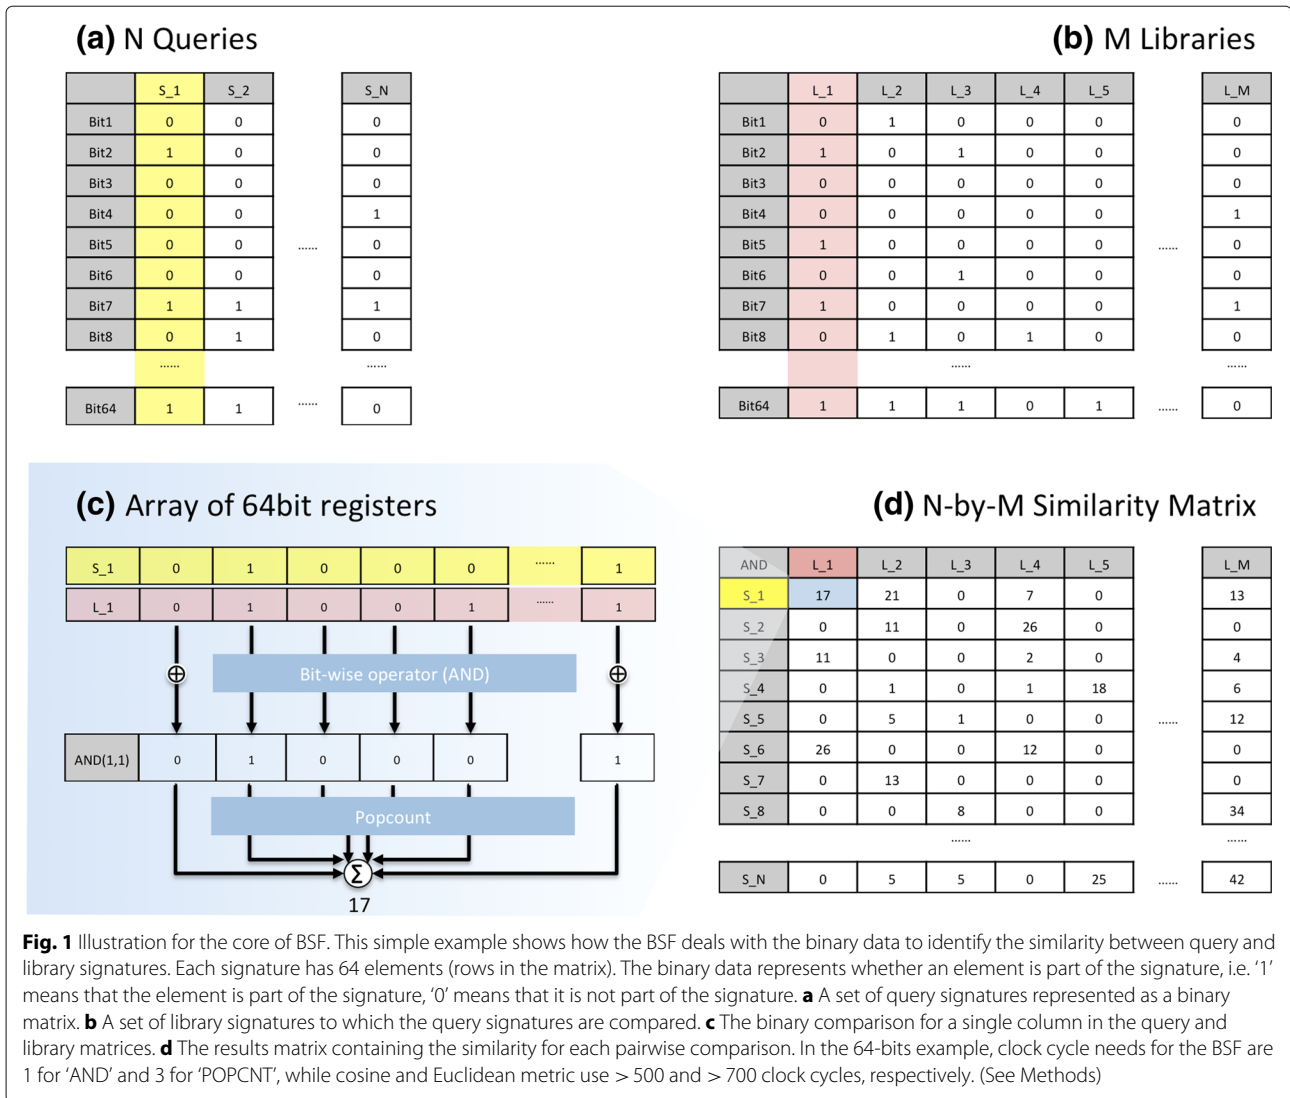 (a) N Queries
S_1 S_2 S_N
Bit1 0 0 0
Bit2 1 0 0
Bit3 0 0 0
Bit4 0 0 1
Bit5 0 0 ...... 0
Bit6 0 0 0
Bit7 1 1 1
Bit8 0 1 0
...... ......
Bit64 1 1 ...... 0
(b) M Libraries
L_1 L_2 L_3 L_4 L_5 L_M
Bit1 0 1 0 0 0 0
Bit2 1 0 1 0 0 0
Bit3 0 0 0 0 0 0
Bit4 0 0 0 0 0 1
Bit5 1 0 0 0 0 ...... 0
Bit6 0 0 1 0 0 0
Bit7 1 0 0 0 0 1
Bit8 0 1 0 1 0 0
...... ......
Bit64 1 1 1 0 1 ...... 0
(c) Array of 64bit registers
S_1 0 1 0 0 0 ...... 1
L_1 0 1 0 0 1 ...... 1
Bit-wise operator (AND)
AND(1,1) 0 1 0 0 0 1
Popcount
Σ
17
(d) N-by-M Similarity Matrix
AND L_1 L_2 L_3 L_4 L_5 L_M
S_1 17 21 0 7 0 13
S_2 0 11 0 26 0 0
S_3 11 0 0 2 0 4
S_4 0 1 0 1 18 6
S_5 0 5 1 0 0 ...... 12
S_6 26 0 0 12 0 0
S_7 0 13 0 0 0 0
S_8 0 0 8 0 0 34
...... ......
S_N 0 5 5 0 25 ...... 42
Fig. 1 Illustration for the core of BSF. This simple example shows how the BSF deals with the binary data to identify the similarity between query and
library signatures. Each signature has 64 elements (rows in the matrix). The binary data represents whether an element is part of the signature, i.e. ‘1’
means that the element is part of the signature, ‘0’ means that it is not part of the signature. a A set of query signatures represented as a binary
matrix. b A set of library signatures to which the query signatures are compared. c The binary comparison for a single column in the query and
library matrices. d The results matrix containing the similarity for each pairwise comparison. In the 64-bits example, clock cycle needs for the BSF are
1 for ‘AND’ and 3 for ‘POPCNT’, while cosine and Euclidean metric use > 500 and > 700 clock cycles, respectively. (See Methods)